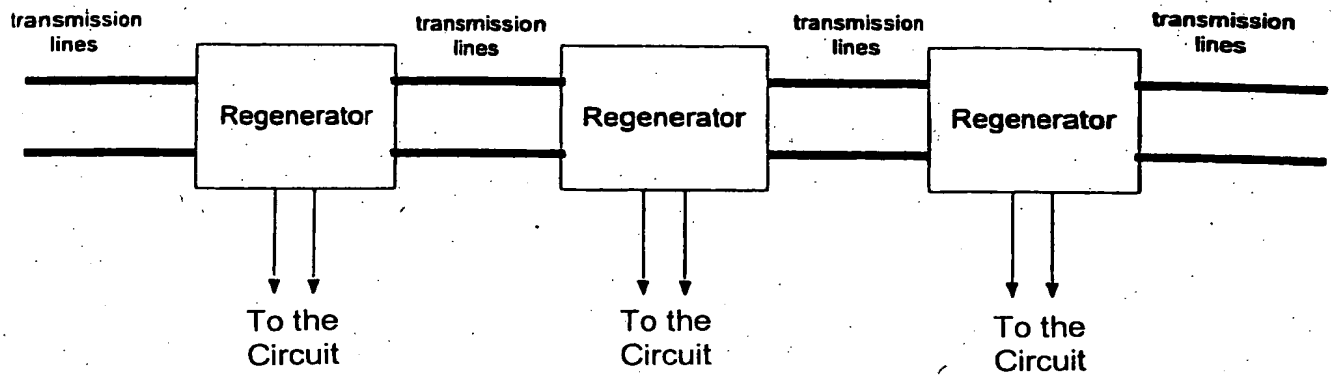 transmission
lines
transmission
lines
transmission
lines
transmission
lines
Regenerator
Regenerator
Regenerator
To the
Circuit
To the
Circuit
To the
Circuit